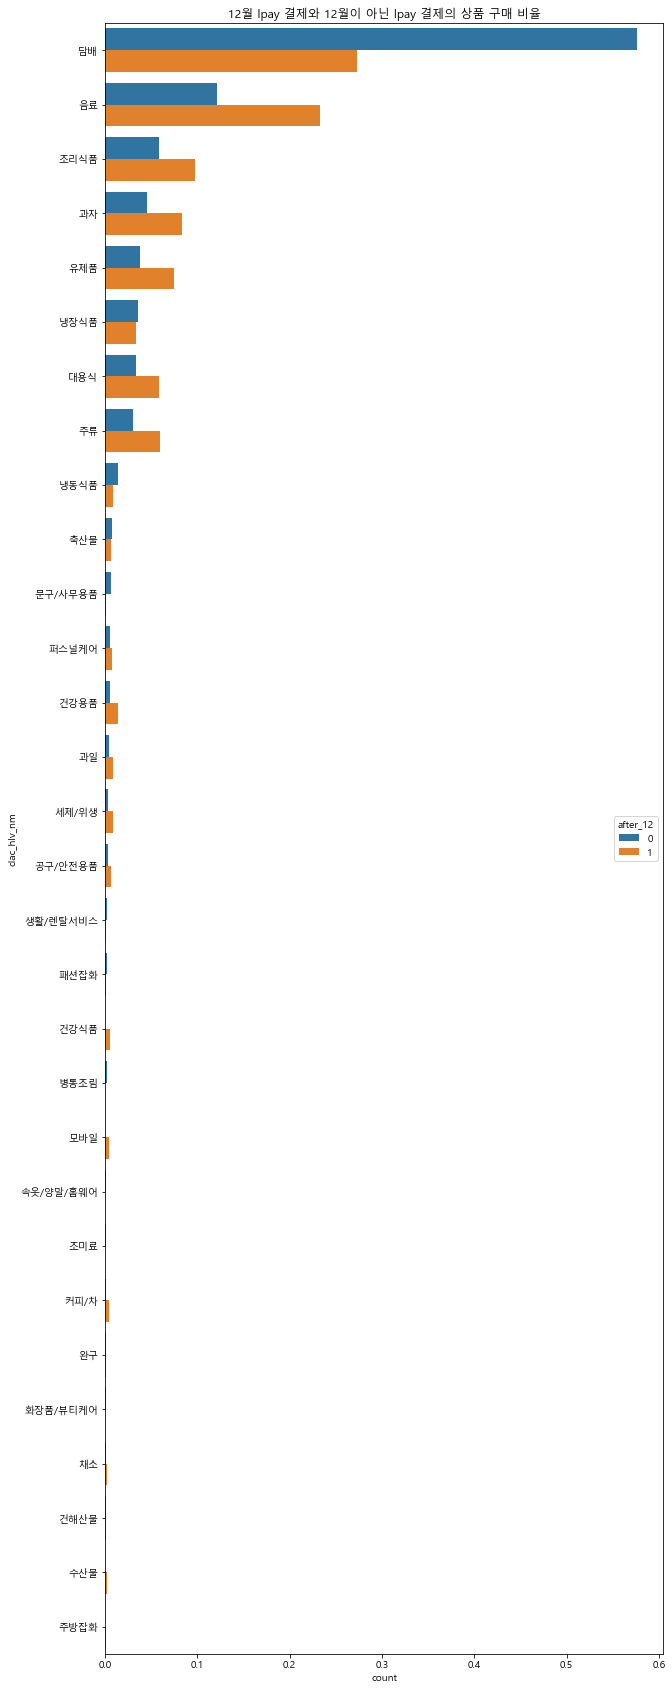 12월 lpay 결제와 12월이 아닌 lpay 결제의 상품 구매 비율
담배
음료
조리식품
과자
유제품
냉장식품
대용식
주류
냉동식품
축산물
문구/사무용품
퍼스널케어
건강용품
과일
세제/위생
공구/안전용품
생활/렌탈서비스
패션잡화
건강식품
병통조림
모바일
속옷/양말/홈웨어
조미료
커피/차
완구
화장품/뷰티케어
채소
건해산물
수산물
주방잡화
dac_hlv_nm
after_12
0
1
0.0 0.1 0.2 0.3 0.4 0.5 0.6
count